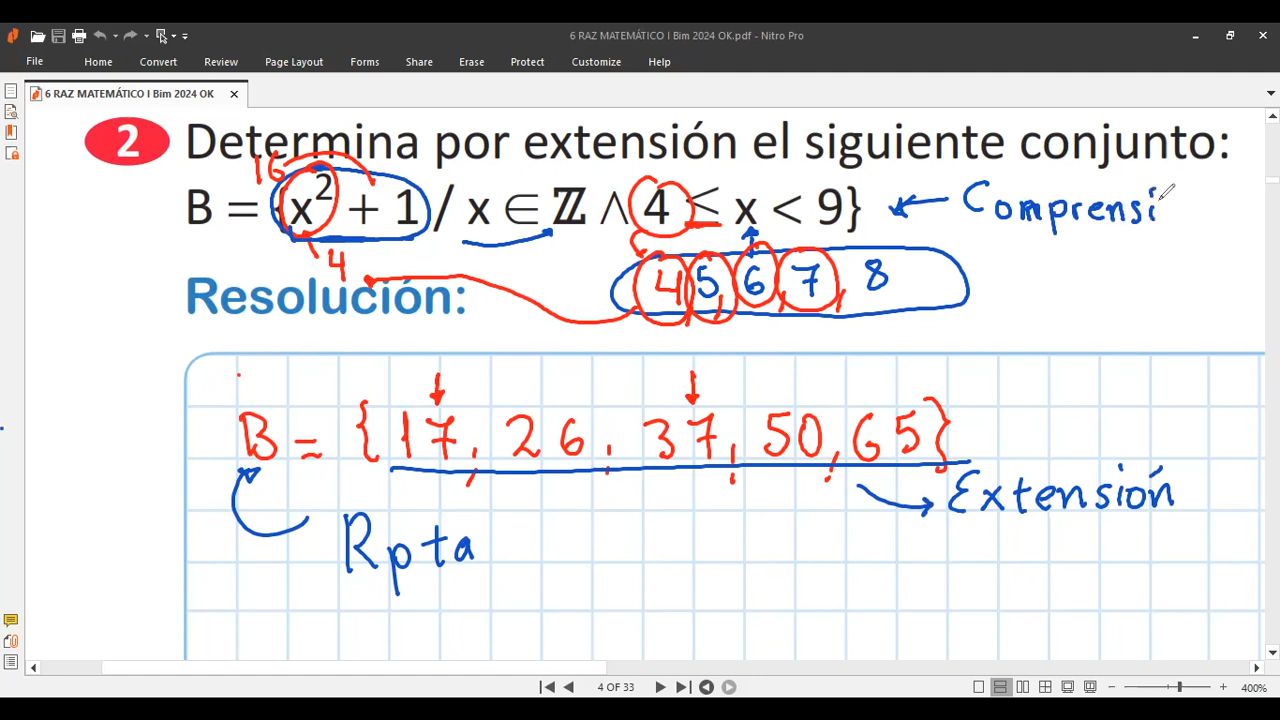 6 RAZ MATEMÁTICO I Bim 2024 OK.pdf - Nitro Pro
File Home Convert Review Page Layout Forms Share Erase Protect Customize Help
6 RAZ MATEMÁTICO I Bim 2024 OK
2 Determina por extensión el siguiente conjunto:
16
B = {x² + 1 / x ∈ ℤ ∧ 4 ≤ x < 9} ← Comprensi
4
4, 5, 6, 7, 8
Resolución:
B = {17, 26, 37, 50, 65}
Extensión
Rpta
4 OF 33
400%